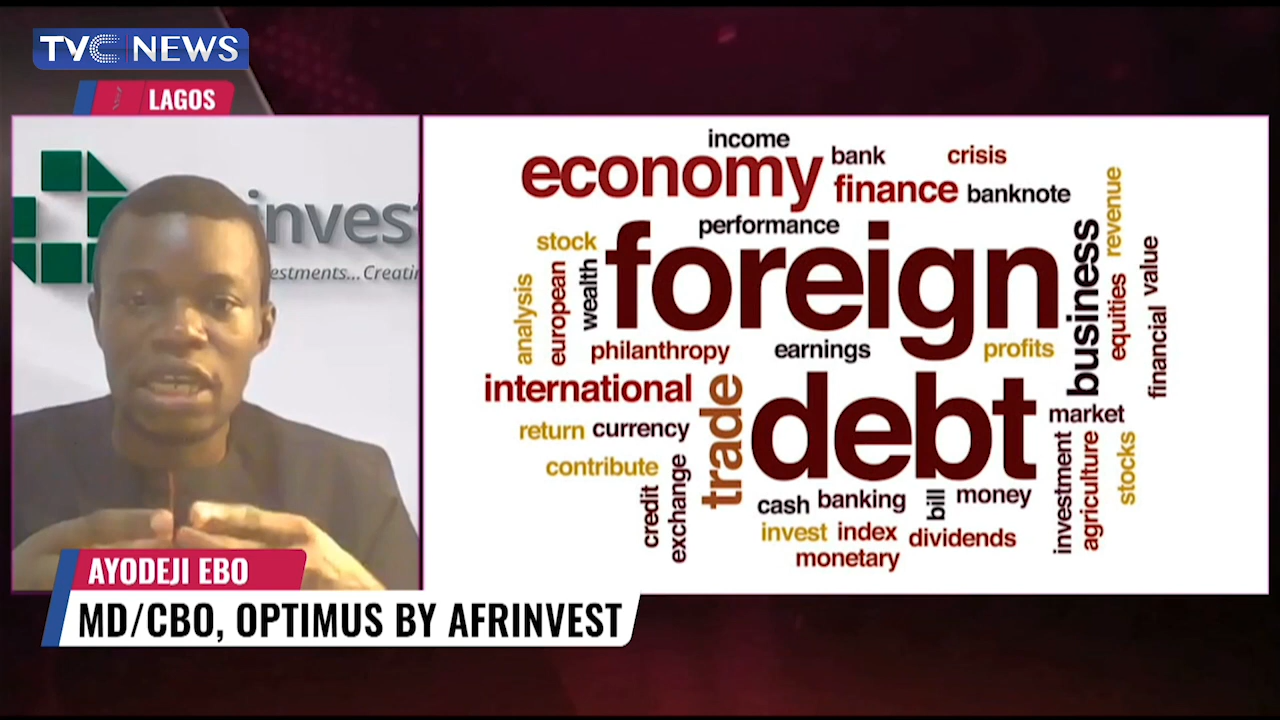 TVC NEWS
LAGOS
invest
estments... Creatin
income
economy
bank
crisis
finance
banknote
performance
stock
foreign
wealth
european
analysis
philanthropy
earnings
profits
business
revenue
equities
value
financial
international
trade
debt
market
return
currency
contribute
credit
exchange
cash
banking
bill
money
investment
agriculture
stocks
invest
index
dividends
monetary
AYODEJI EBO
MD/CBO, OPTIMUS BY AFRINVEST